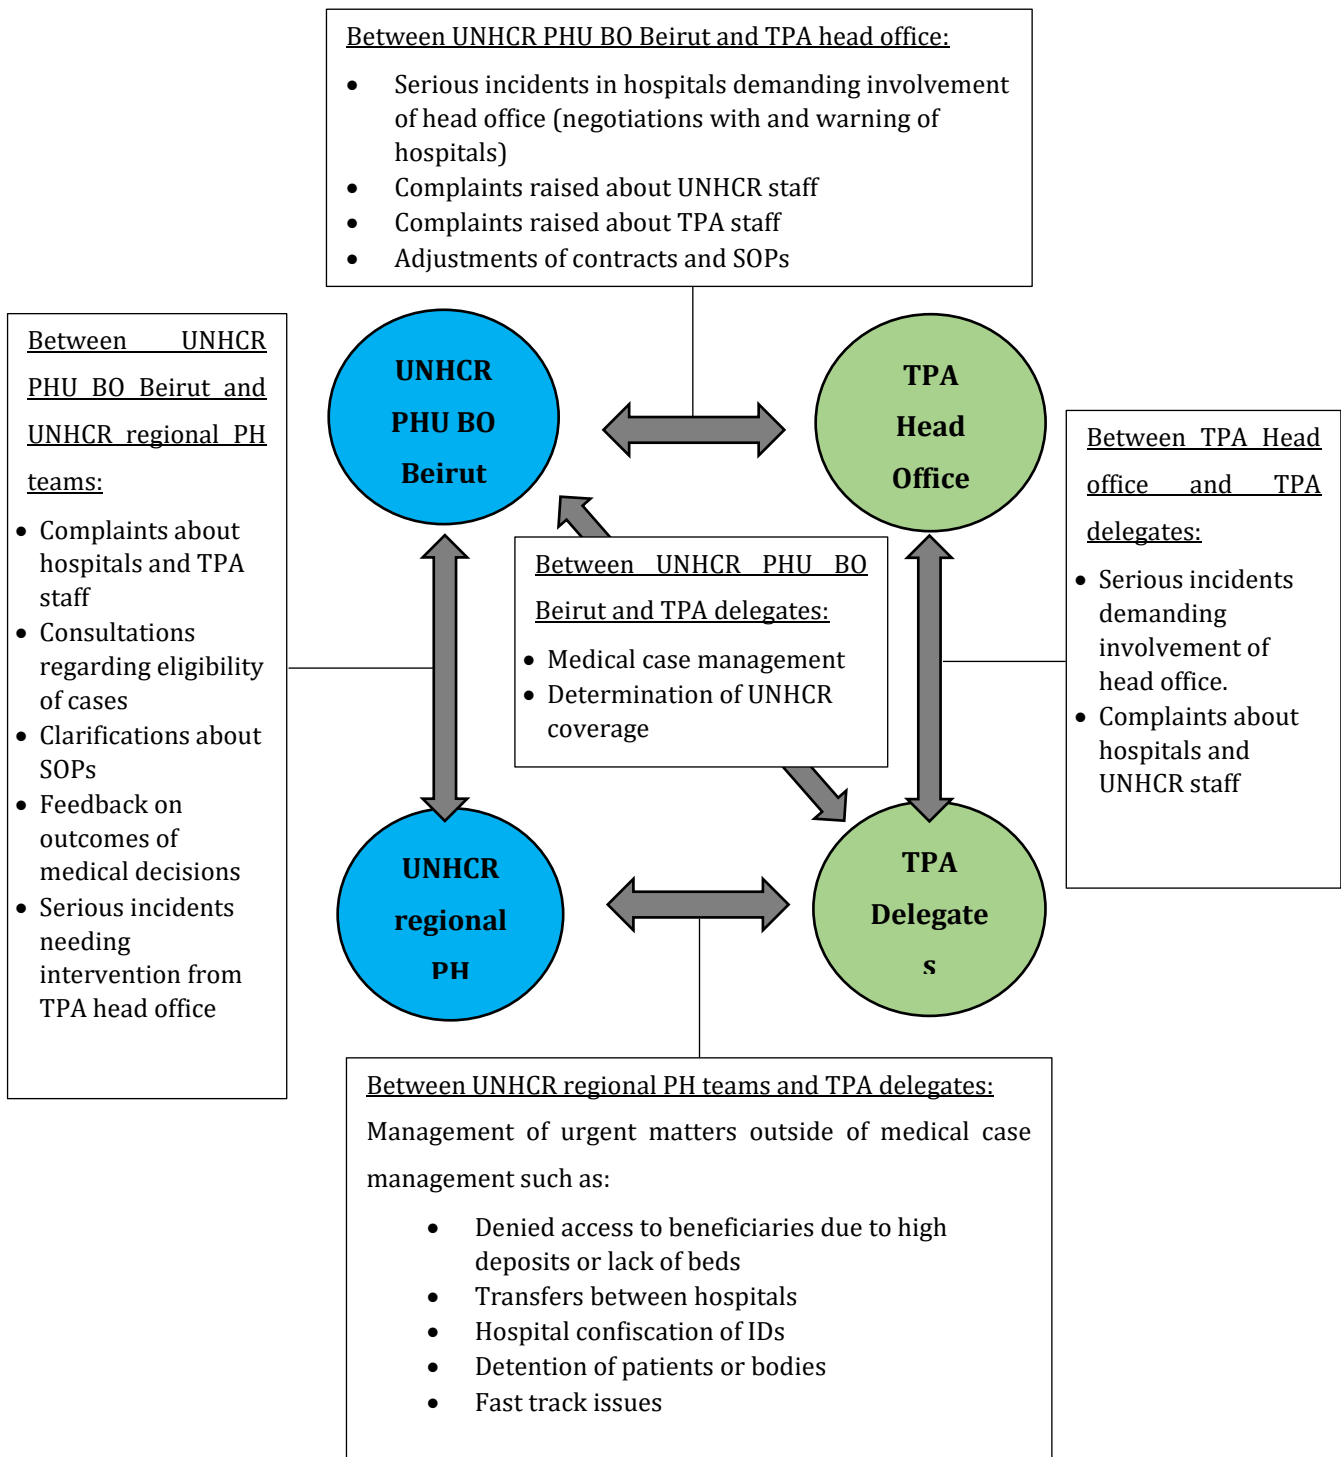 Between UNHCR PHU BO Beirut and TPA head office:
• Serious incidents in hospitals demanding involvement
of head office (negotiations with and warning of
hospitals)
• Complaints raised about UNHCR staff
• Complaints raised about TPA staff
• Adjustments of contracts and SOPs
Between UNHCR
PHU BO Beirut and
UNHCR regional PH
teams:
• Complaints about
hospitals and TPA
staff
• Consultations
regarding eligibility
of cases
• Clarifications about
SOPs
• Feedback on
outcomes of
medical decisions
• Serious incidents
needing
intervention from
TPA head office
UNHCR
PHU BO
Beirut
TPA
Head
Office
Between UNHCR PHU BO
Beirut and TPA delegates:
• Medical case management
• Determination of UNHCR
coverage
Between TPA Head
office and TPA
delegates:
• Serious incidents
demanding
involvement of
head office.
• Complaints about
hospitals and
UNHCR staff
UNHCR
regional
PH
TPA
Delegate
s
Between UNHCR regional PH teams and TPA delegates:
Management of urgent matters outside of medical case
management such as:
• Denied access to beneficiaries due to high
deposits or lack of beds
• Transfers between hospitals
• Hospital confiscation of IDs
• Detention of patients or bodies
• Fast track issues